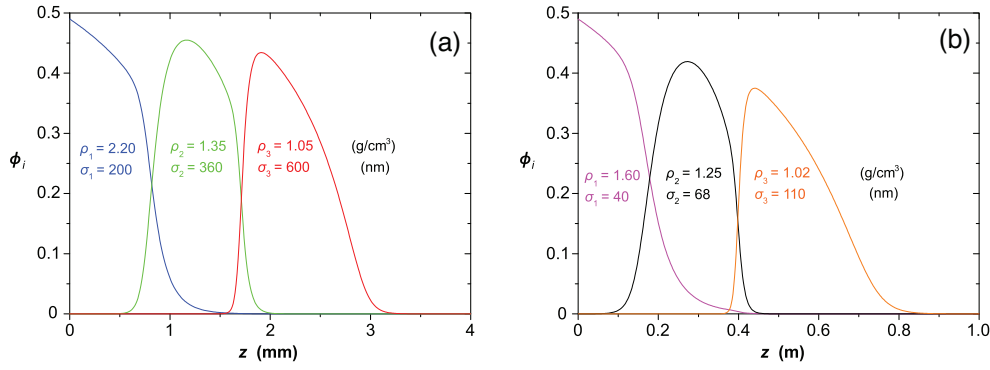 (a)
0.5
0.4
0.3
0.2
0.1
0
ϕi
ρ1 = 2.20
σ1 = 200
ρ2 = 1.35
σ2 = 360
ρ3 = 1.05
σ3 = 600
(g/cm³)
(nm)
0 1 2 3 4
z (mm)
(b)
0.5
0.4
0.3
0.2
0.1
0
ϕi
ρ1 = 1.60
σ1 = 40
ρ2 = 1.25
σ2 = 68
ρ3 = 1.02
σ3 = 110
(g/cm³)
(nm)
0 0.2 0.4 0.6 0.8 1.0
z (m)